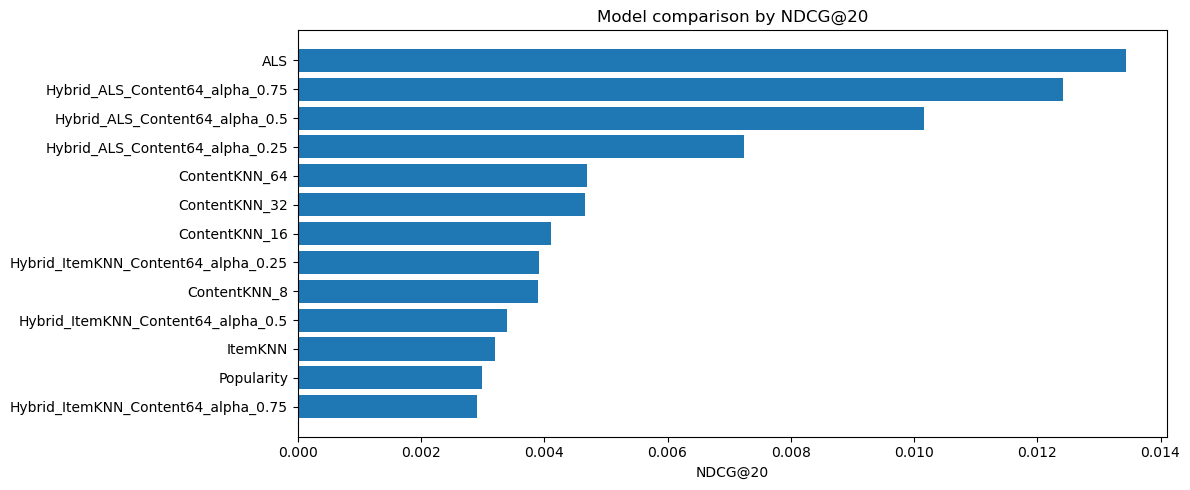 Model comparison by NDCG@20
ALS
Hybrid_ALS_Content64_alpha_0.75
Hybrid_ALS_Content64_alpha_0.5
Hybrid_ALS_Content64_alpha_0.25
ContentKNN_64
ContentKNN_32
ContentKNN_16
Hybrid_ItemKNN_Content64_alpha_0.25
ContentKNN_8
Hybrid_ItemKNN_Content64_alpha_0.5
ItemKNN
Popularity
Hybrid_ItemKNN_Content64_alpha_0.75
0.000 0.002 0.004 0.006 0.008 0.010 0.012 0.014
NDCG@20